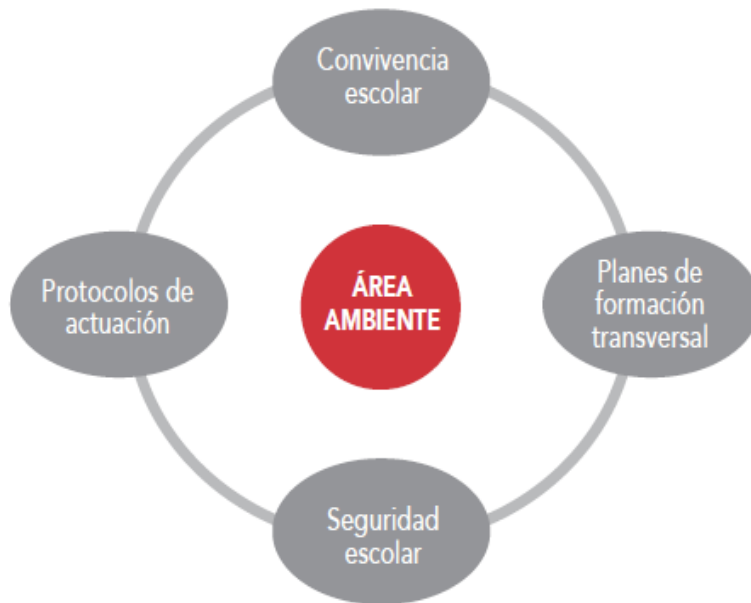 Convivencia
escolar
Protocolos de
actuación
ÁREA
AMBIENTE
Planes de
formación
transversal
Seguridad
escolar